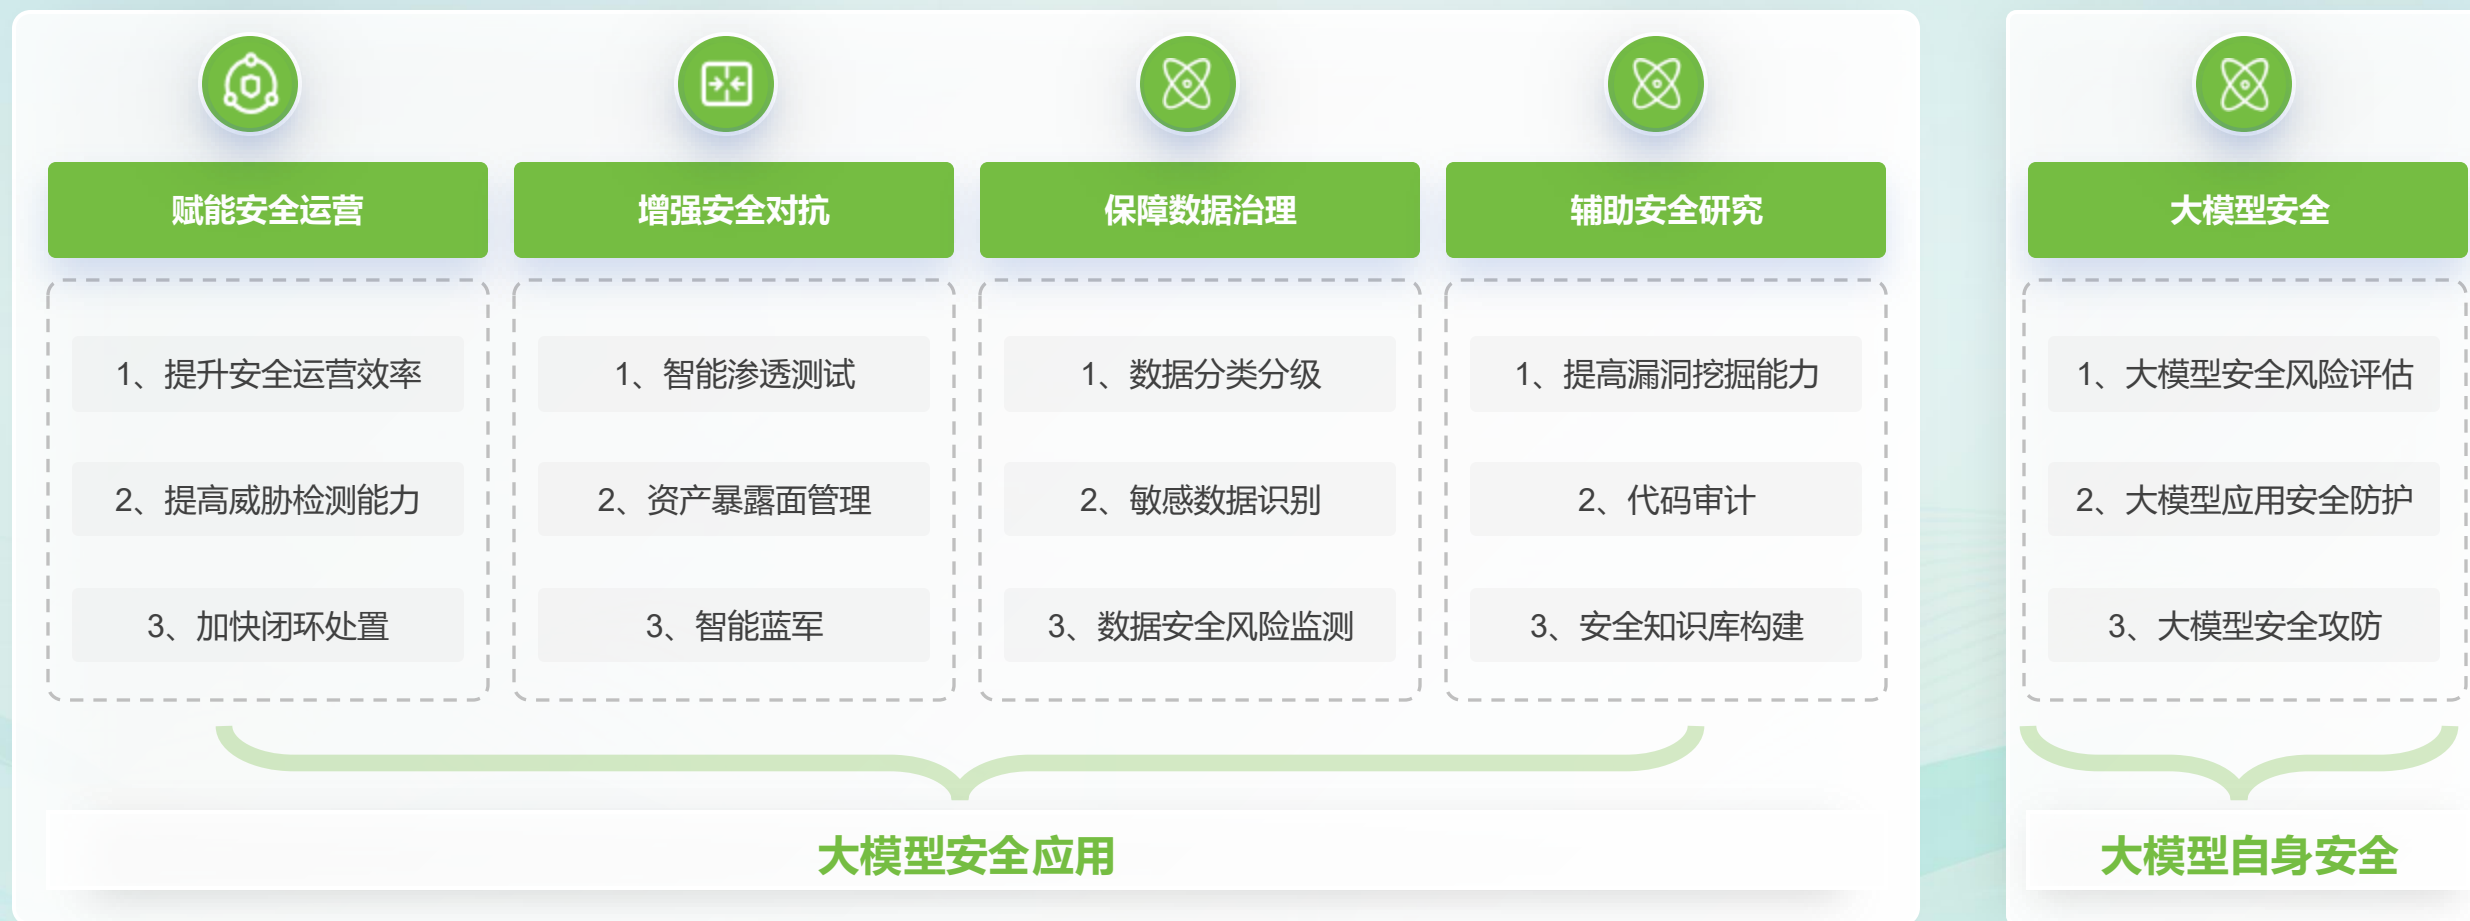 赋能安全运营
1、提升安全运营效率
2、提高威胁检测能力
3、加快闭环处置
增强安全对抗
1、智能渗透测试
2、资产暴露面管理
3、智能蓝军
保障数据治理
1、数据分类分级
2、敏感数据识别
3、数据安全风险监测
辅助安全研究
1、提高漏洞挖掘能力
2、代码审计
3、安全知识库构建
大模型安全应用
大模型安全
1、大模型安全风险评估
2、大模型应用安全防护
3、大模型安全攻防
大模型自身安全